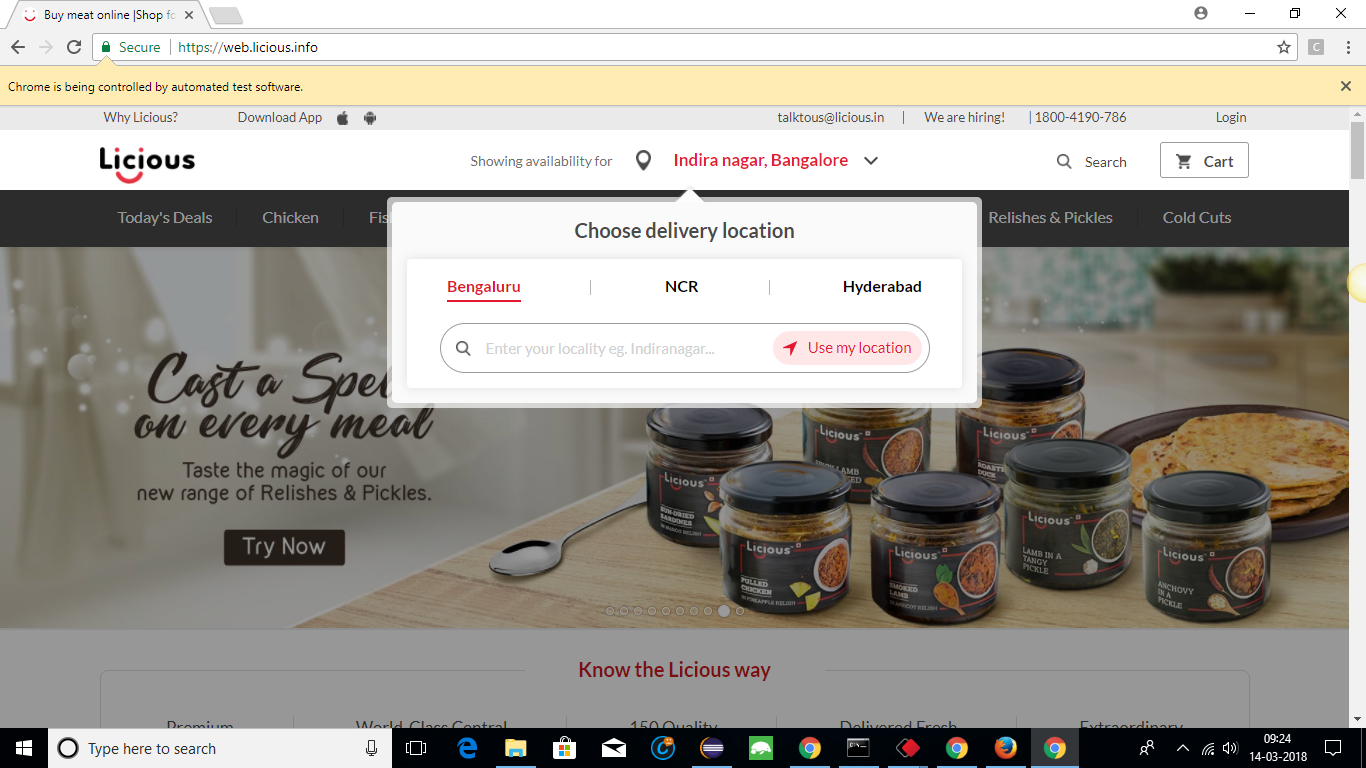 Buy meat online |Shop fo
Secure https://web.licious.info
Chrome is being controlled by automated test software.
Why Licious? Download App talktous@licious.in | We are hiring! | 1800-4190-786 Login
Licious Showing availability for Indira nagar, Bangalore Search Cart
Today's Deals Chicken Fis Relishes & Pickles Cold Cuts
Choose delivery location
Bengaluru | NCR | Hyderabad
Enter your locality eg. Indiranagar... Use my location
Cast a Spe
on every meal
Taste the magic of our
new range of Relishes & Pickles.
Try Now
Licious
SUN-DRIED
SARDINES
Licious
PULLED
CHICKEN
IN PINEAPPLE RELISH
Licious
Licious
SMOKED
LAMB
IN APRICOT RELISH
Licious
ROASTED
DUCK
Licious
LAMB IN A
TANGY
PICKLE
Licious
ANCHOVY
IN A
PICKLE
Know the Licious way
Premium World-Class Central 150 Quality Delivered Fresh Extraordinary
Type here to search
09:24
14-03-2018